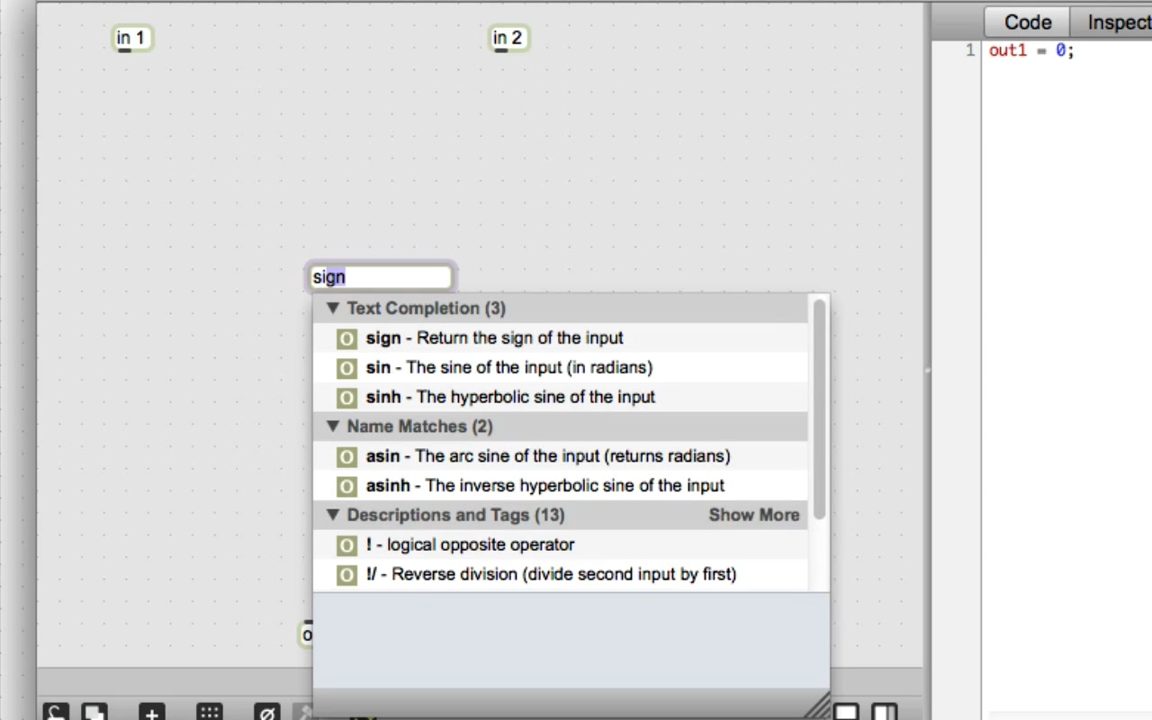 in 1
in 2
Code
Inspect
1
out1 = 0;
sign
Text Completion (3)
O sign - Return the sign of the input
O sin - The sine of the input (in radians)
O sinh - The hyperbolic sine of the input
Name Matches (2)
O asin - The arc sine of the input (returns radians)
O asinh - The inverse hyperbolic sine of the input
Descriptions and Tags (13) Show More
O ! - logical opposite operator
O !/ - Reverse division (divide second input by first)
o